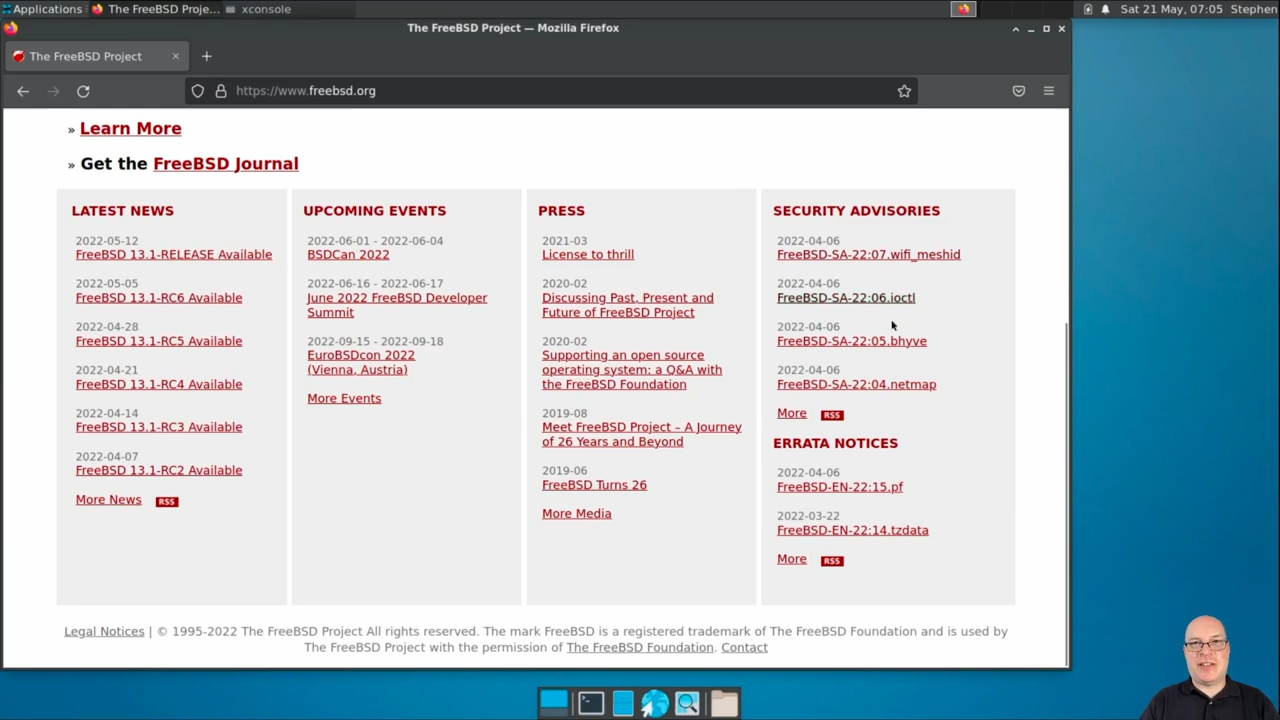 Applications
The FreeBSD Proje...
xconsole
Sat 21 May, 07:05
Stephen
The FreeBSD Project — Mozilla Firefox
The FreeBSD Project
https://www.freebsd.org
» Learn More
» Get the FreeBSD Journal
LATEST NEWS
2022-05-12
FreeBSD 13.1-RELEASE Available
2022-05-05
FreeBSD 13.1-RC6 Available
2022-04-28
FreeBSD 13.1-RC5 Available
2022-04-21
FreeBSD 13.1-RC4 Available
2022-04-14
FreeBSD 13.1-RC3 Available
2022-04-07
FreeBSD 13.1-RC2 Available
More News RSS
UPCOMING EVENTS
2022-06-01 - 2022-06-04
BSDCan 2022
2022-06-16 - 2022-06-17
June 2022 FreeBSD Developer
Summit
2022-09-15 - 2022-09-18
EuroBSDcon 2022
(Vienna, Austria)
More Events
PRESS
2021-03
License to thrill
2020-02
Discussing Past, Present and
Future of FreeBSD Project
2020-02
Supporting an open source
operating system: a Q&A with
the FreeBSD Foundation
2019-08
Meet FreeBSD Project – A Journey
of 26 Years and Beyond
2019-06
FreeBSD Turns 26
More Media
SECURITY ADVISORIES
2022-04-06
FreeBSD-SA-22:07.wifi_meshid
2022-04-06
FreeBSD-SA-22:06.ioctl
2022-04-06
FreeBSD-SA-22:05.bhyve
2022-04-06
FreeBSD-SA-22:04.netmap
More RSS
ERRATA NOTICES
2022-04-06
FreeBSD-EN-22:15.pf
2022-03-22
FreeBSD-EN-22:14.tzdata
More RSS
Legal Notices | © 1995-2022 The FreeBSD Project All rights reserved. The mark FreeBSD is a registered trademark of The FreeBSD Foundation and is used by
The FreeBSD Project with the permission of The FreeBSD Foundation. Contact